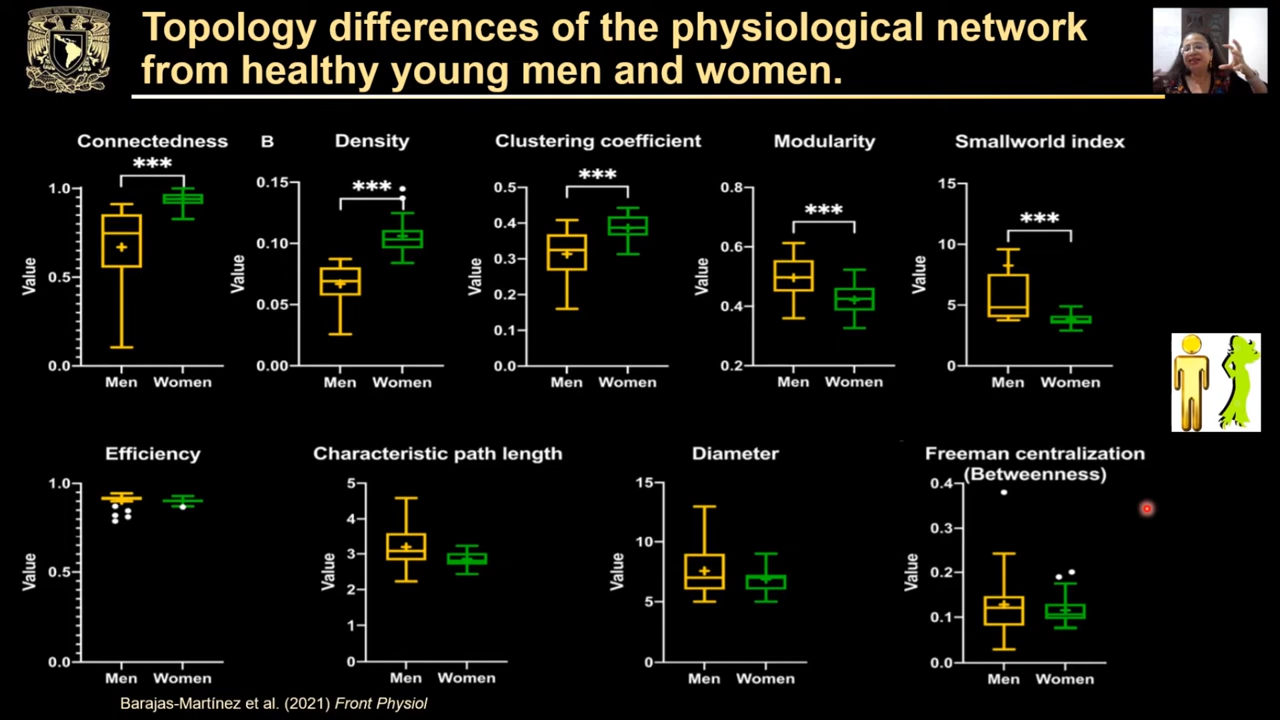 Topology differences of the physiological network
from healthy young men and women.
Connectedness
***
1.0
0.5
0.0
Value
Men Women
B
Density
***
0.15
0.10
0.05
0.00
Value
Men Women
Clustering coefficient
***
0.5
0.4
0.3
0.2
0.1
0.0
Value
Men Women
Modularity
***
0.8
0.6
0.4
0.2
Value
Men Women
Smallworld index
***
15
10
5
0
Value
Men Women
Efficiency
1.0
0.5
0.0
Value
Men Women
Characteristic path length
5
4
3
2
1
0
Value
Men Women
Diameter
15
10
5
0
Value
Men Women
Freeman centralization
(Betweenness)
0.4
0.3
0.2
0.1
0.0
Value
Men Women
Barajas-Martínez et al. (2021) Front Physiol